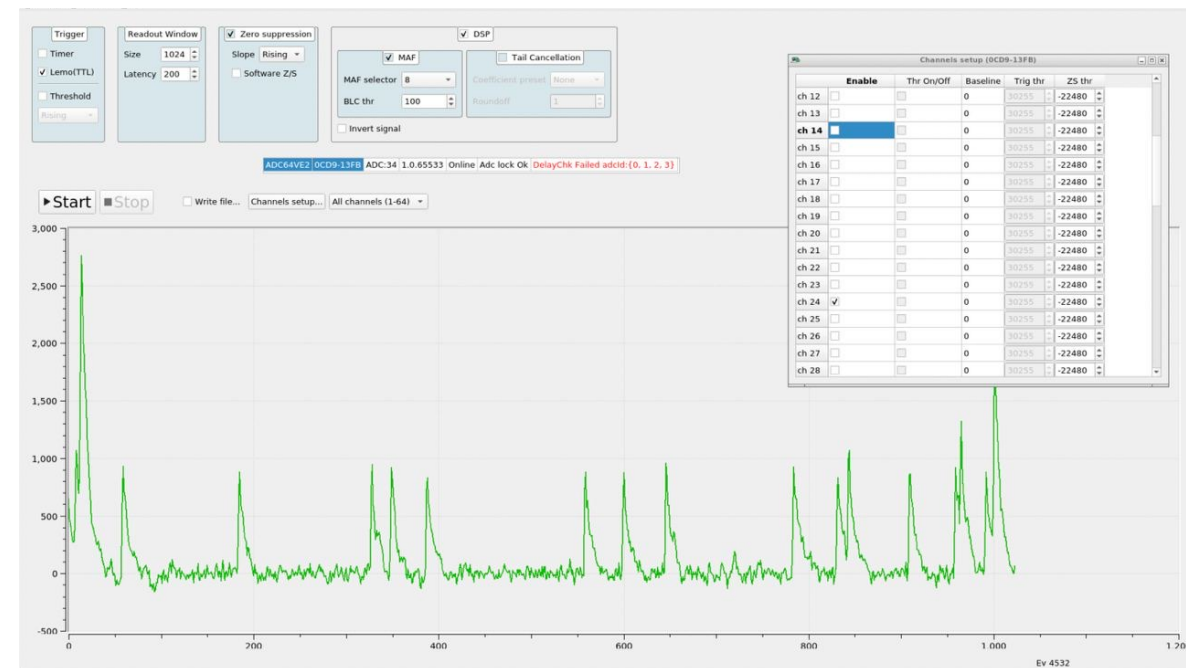 Trigger
Timer
Lemo(TTL)
Threshold
Rising
Readout Window
Size 1024
Latency 200
Zero suppression
Slope Rising
Software Z/S
DSP
MAF
MAF selector 8
BLC thr 100
Tail Cancellation
Coefficient preset None
Roundoff 1
Invert signal
ADC64VE2 0CD9-13FB ADC:34 1.0.65533 Online Adc lock Ok DelayChk Failed adcId:{0, 1, 2, 3}
Start Stop Write file... Channels setup... All channels (1-64)
Channels setup (0CD9-13FB)
Enable Thr On/Off Baseline Trig thr ZS thr
ch 12 0 30255 -22480
ch 13 0 30255 -22480
ch 14 0 30255 -22480
ch 15 0 30255 -22480
ch 16 0 30255 -22480
ch 17 0 30255 -22480
ch 18 0 30255 -22480
ch 19 0 30255 -22480
ch 20 0 30255 -22480
ch 21 0 30255 -22480
ch 22 0 30255 -22480
ch 23 0 30255 -22480
ch 24 0 30255 -22480
ch 25 0 30255 -22480
ch 26 0 30255 -22480
ch 27 0 30255 -22480
ch 28 0 30255 -22480
3,000
2,500
2,000
1,500
1,000
500
0
-500
0 200 400 600 800 1 000 1 20
Ev 4532